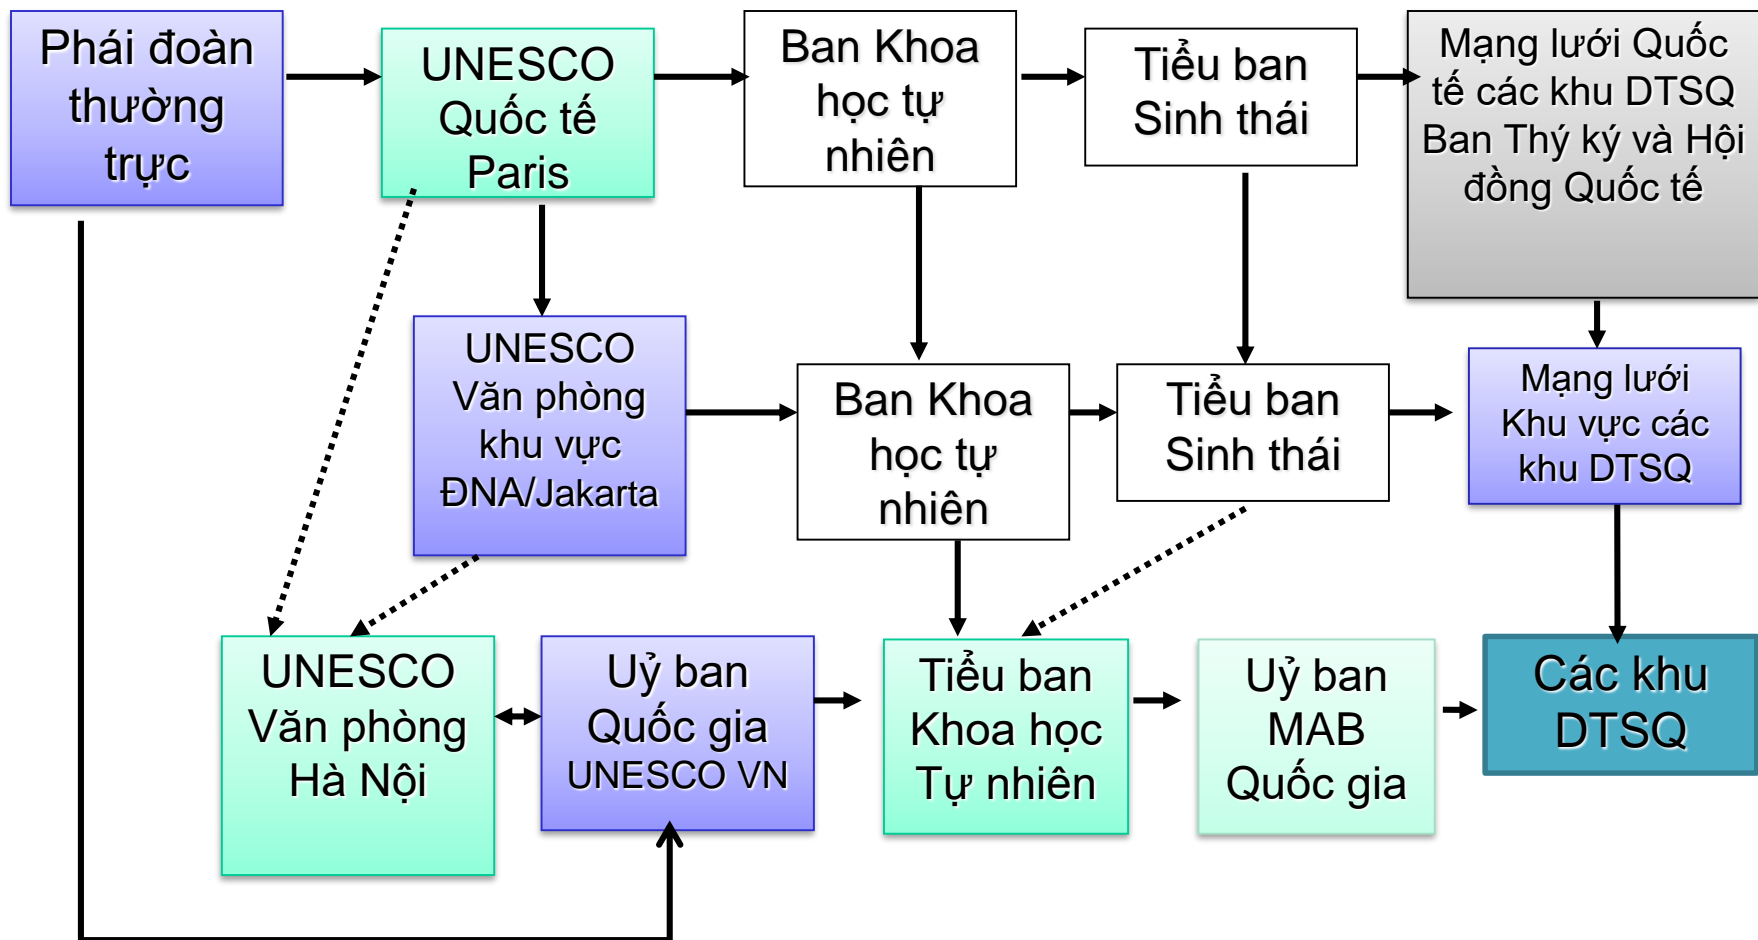 Phái đoàn
thường
trực
UNESCO
Quốc tế
Paris
Ban Khoa
học tự
nhiên
Tiểu ban
Sinh thái
Mạng lưới Quốc
tế các khu DTSQ
Ban Thý ký và Hội
đồng Quốc tế
UNESCO
Văn phòng
khu vực
ĐNA/Jakarta
Ban Khoa
học tự
nhiên
Tiểu ban
Sinh thái
Mạng lưới
Khu vực các
khu DTSQ
UNESCO
Văn phòng
Hà Nội
Uỷ ban
Quốc gia
UNESCO VN
Tiểu ban
Khoa học
Tự nhiên
Uỷ ban
MAB
Quốc gia
Các khu
DTSQ